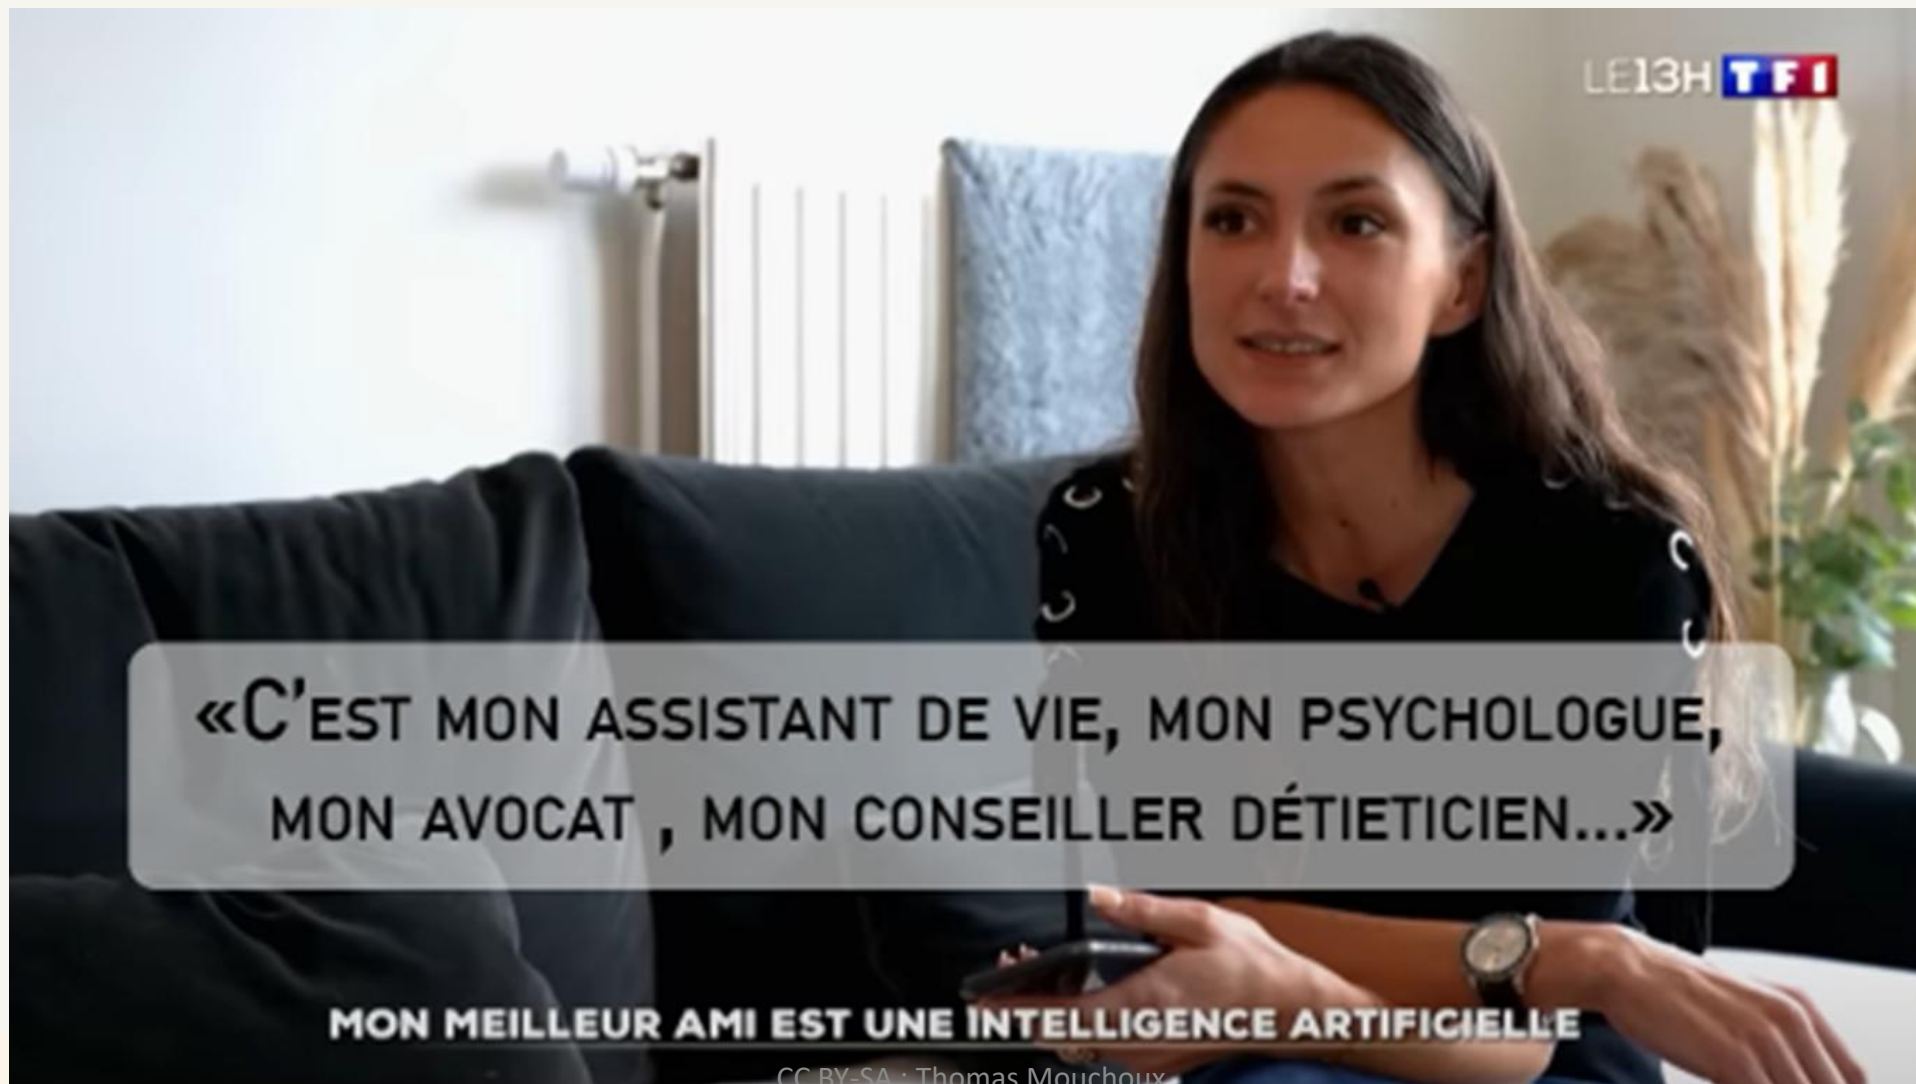 LE13H TF1
«C'EST MON ASSISTANT DE VIE, MON PSYCHOLOGUE,
MON AVOCAT , MON CONSEILLER DÉTIETICIEN...»
MON MEILLEUR AMI EST UNE INTELLIGENCE ARTIFICIELLE
CC BY-SA : Thomas Mouchoux